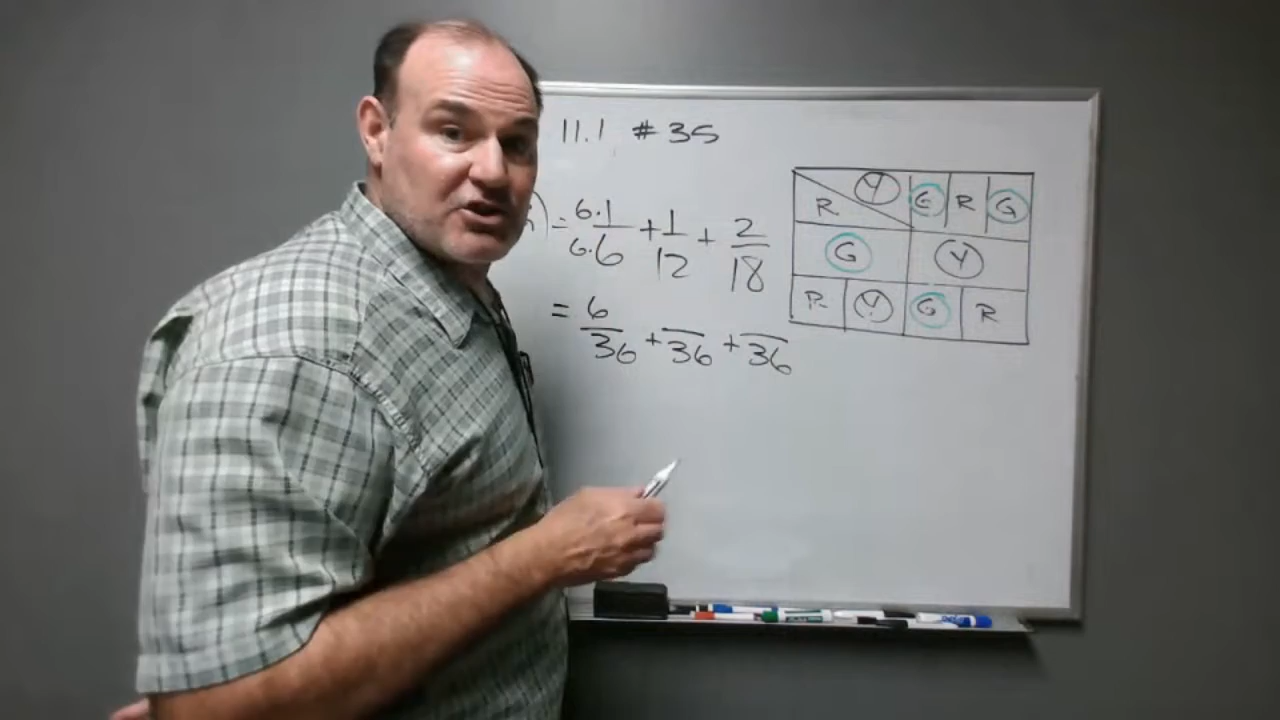 11.1 #35
) = 6·1/6·6 + 1/12 + 2/18
= 6/36 + /36 + /36
R Y G R G
G Y
R Y G R